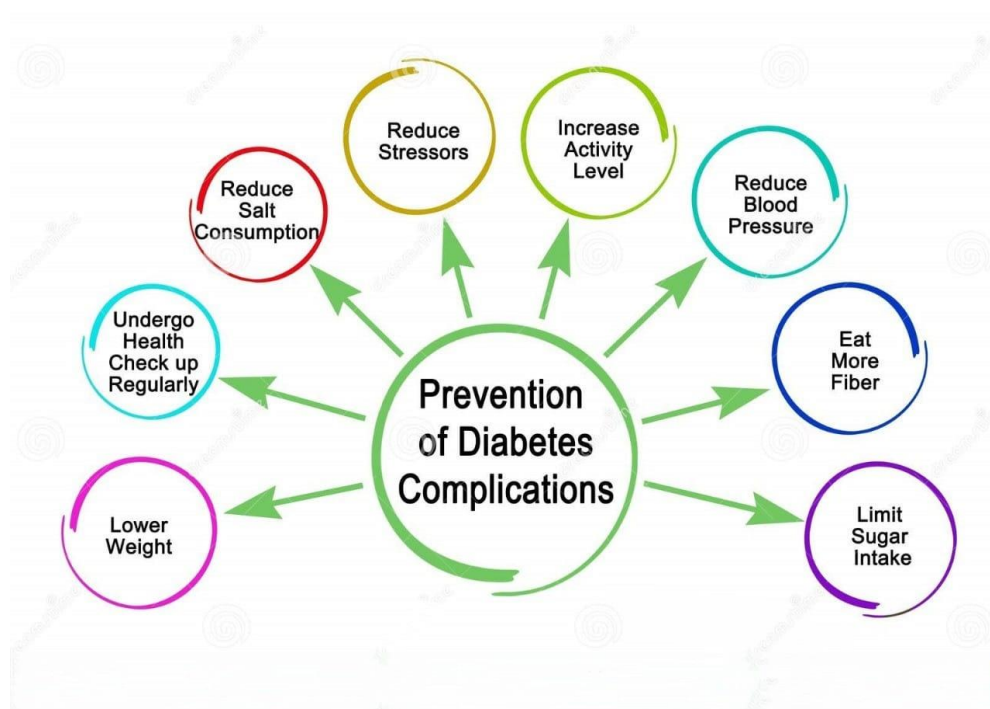 Reduce
Stressors
Increase
Activity
Level
Reduce
Salt
Consumption
Reduce
Blood
Pressure
Undergo
Health
Check up
Regularly
Eat
More
Fiber
Prevention
of Diabetes
Complications
Lower
Weight
Limit
Sugar
Intake